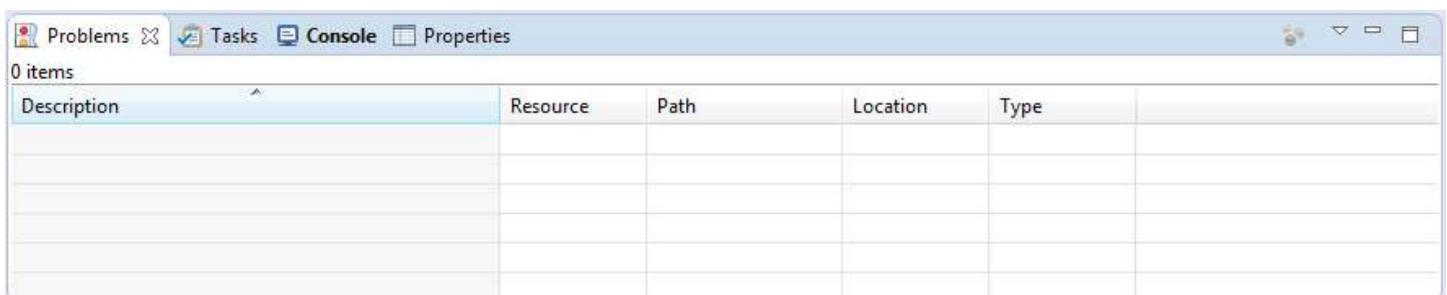 Problems Tasks Console Properties
0 items
Description Resource Path Location Type